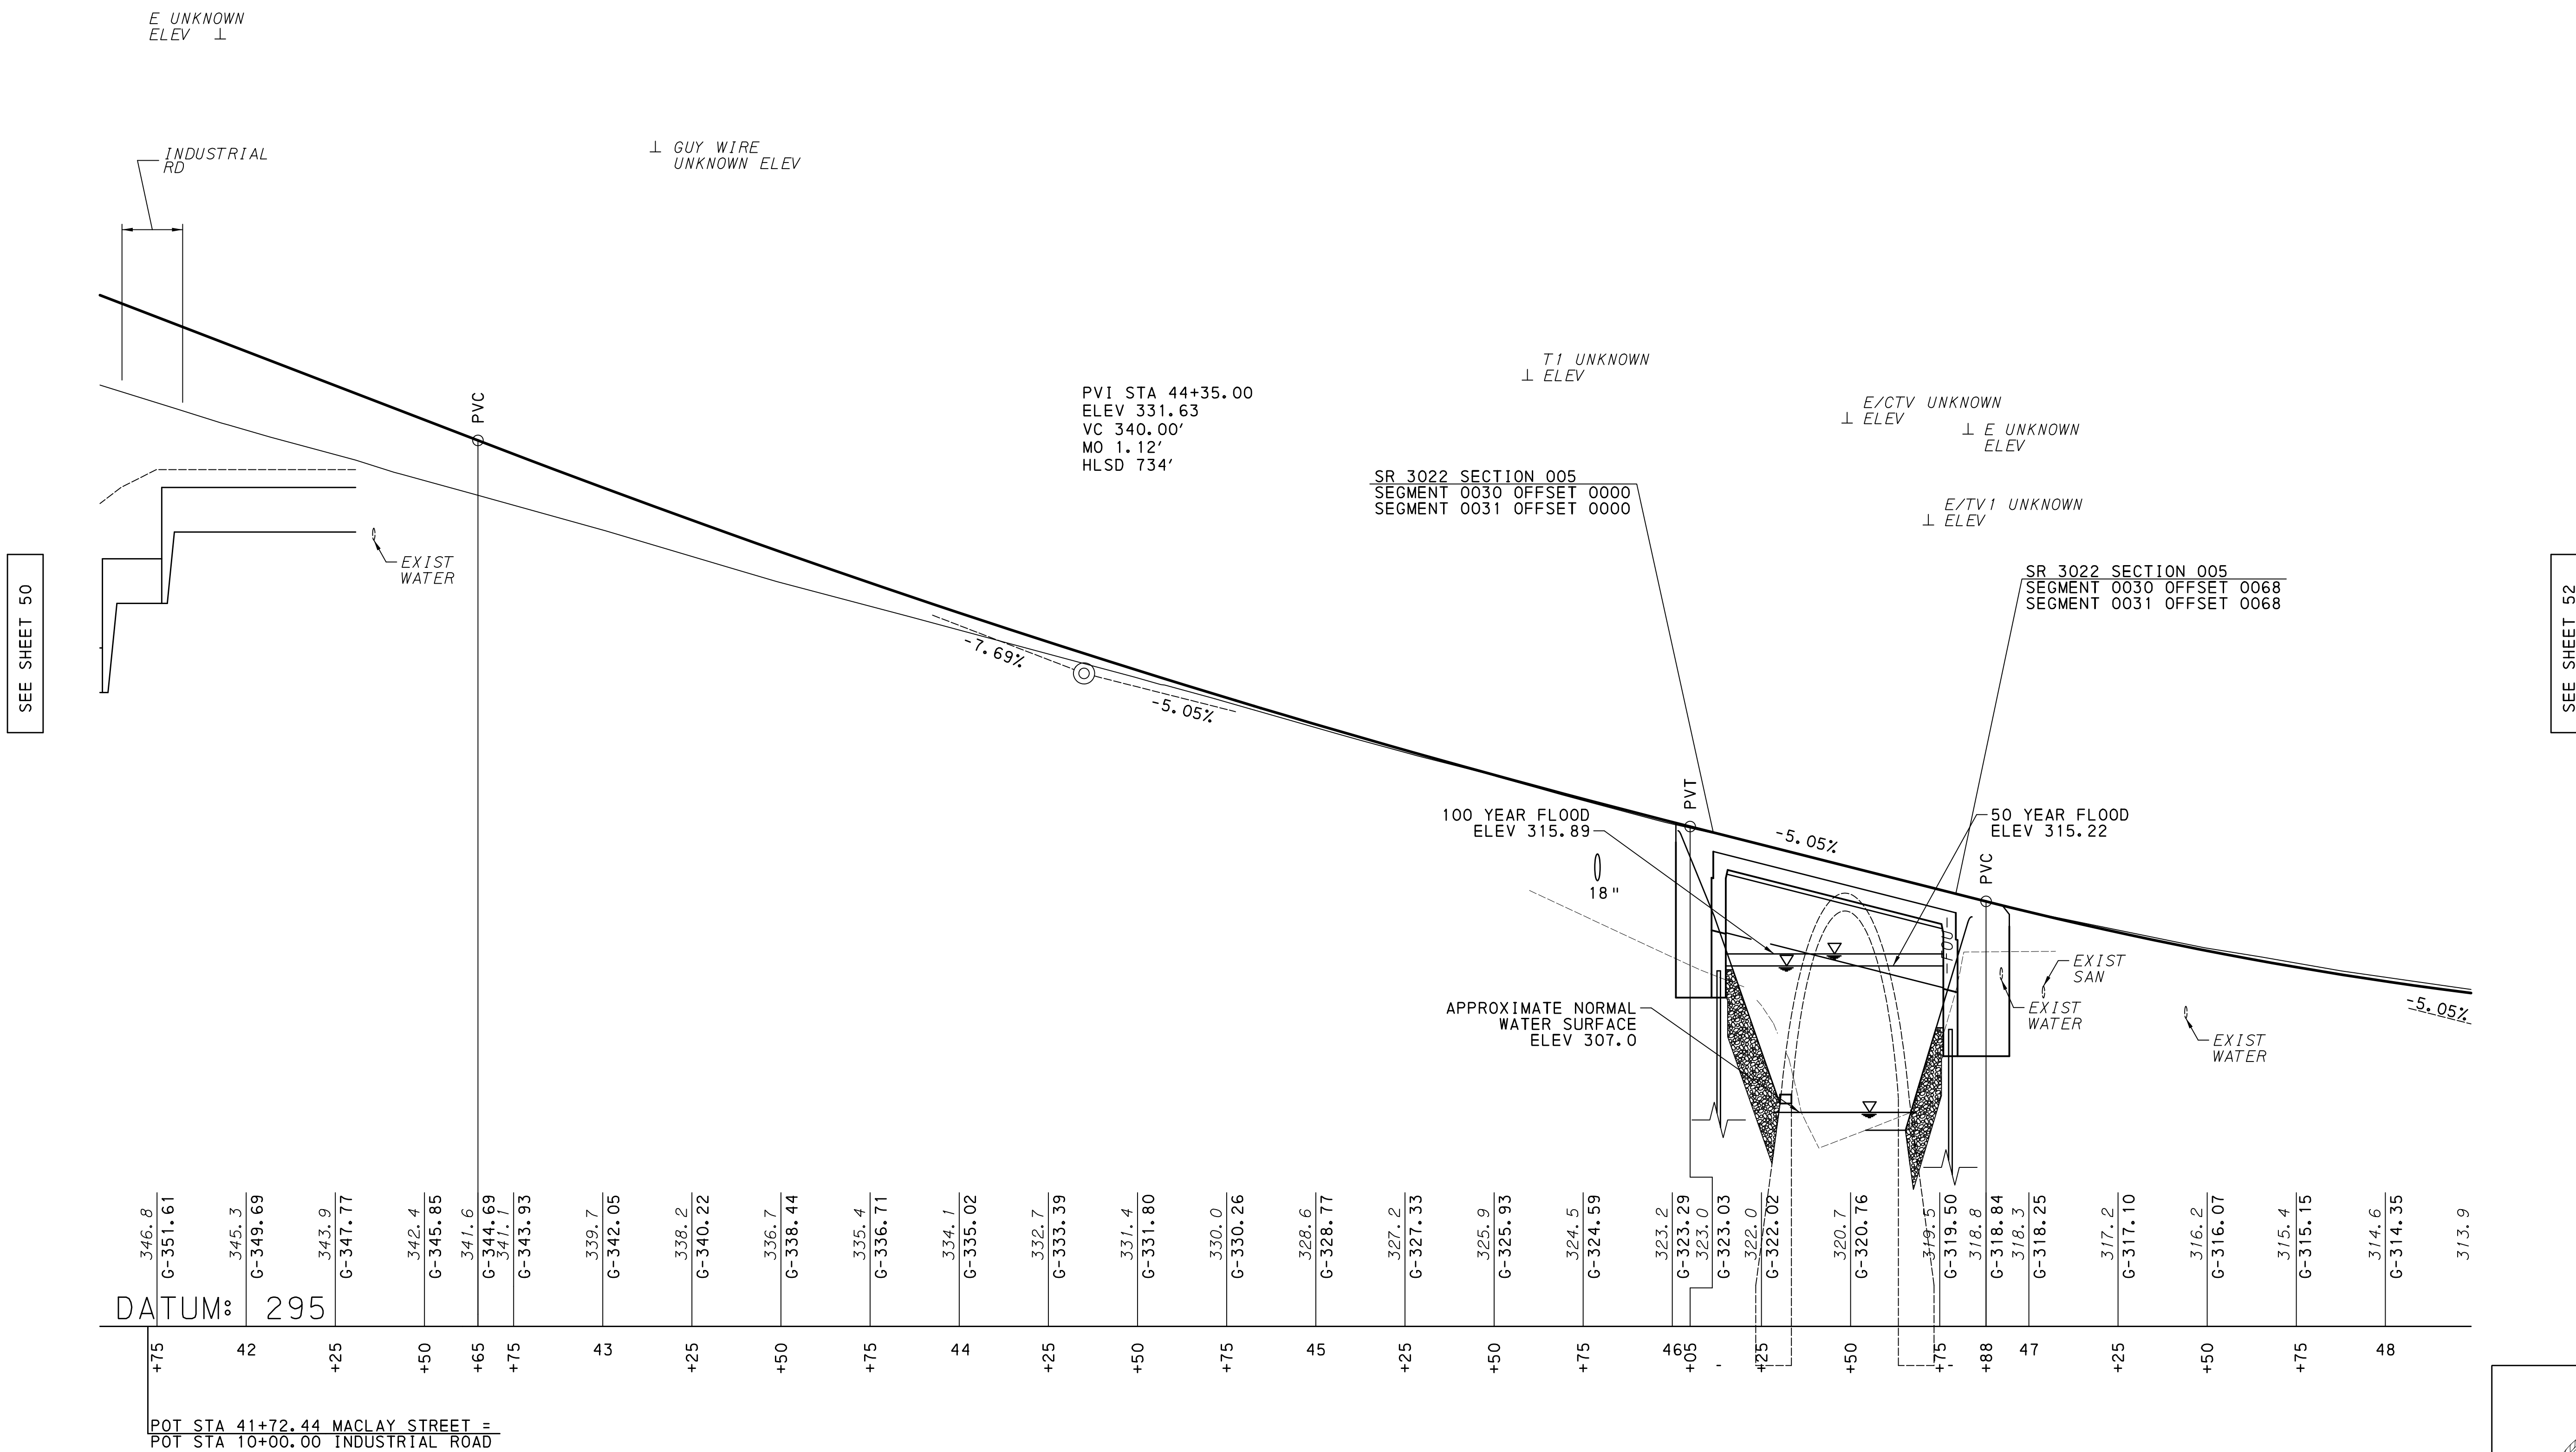 E UNKNOWN
ELEV ⊥
INDUSTRIAL
RD
⊥ GUY WIRE
UNKNOWN ELEV
PVC
PVI STA 44+35.00
ELEV 331.63
VC 340.00'
MO 1.12'
HLSD 734'
T1 UNKNOWN
⊥ ELEV
E/CTV UNKNOWN
⊥ ELEV
⊥ E UNKNOWN
ELEV
SR 3022 SECTION 005
SEGMENT 0030 OFFSET 0000
SEGMENT 0031 OFFSET 0000
E/TV1 UNKNOWN
⊥ ELEV
SR 3022 SECTION 005
SEGMENT 0030 OFFSET 0068
SEGMENT 0031 OFFSET 0068
EXIST
WATER
SEE SHEET 50
SEE SHEET 52
-7.69%
-5.05%
PVT
100 YEAR FLOOD
ELEV 315.89
-5.05%
50 YEAR FLOOD
ELEV 315.22
PVC
18"
EXIST
SAN
EXIST
WATER
EXIST
WATER
-5.05%
APPROXIMATE NORMAL
WATER SURFACE
ELEV 307.0
346.8
G-351.61
345.3
G-349.69
343.9
G-347.77
342.4
G-345.85
341.6
G-344.69
341.1
G-343.93
339.7
G-342.05
338.2
G-340.22
336.7
G-338.44
335.4
G-336.71
334.1
G-335.02
332.7
G-333.39
331.4
G-331.80
330.0
G-330.26
328.6
G-328.77
327.2
G-327.33
325.9
G-325.93
324.5
G-324.59
323.2
G-323.29
323.0
G-323.03
322.0
G-322.02
320.7
G-320.76
319.5
G-319.50
318.8
G-318.84
318.3
G-318.25
317.2
G-317.10
316.2
G-316.07
315.4
G-315.15
314.6
G-314.35
313.9
DATUM: 295
+75 42 +25 +50 +65 +75 43 +25 +50 +75 44 +25 +50 +75 45 +25 +50 +75 46 +05 +25 +50 +75 +88 47 +25 +50 +75 48
POT STA 41+72.44 MACLAY STREET =
POT STA 10+00.00 INDUSTRIAL ROAD